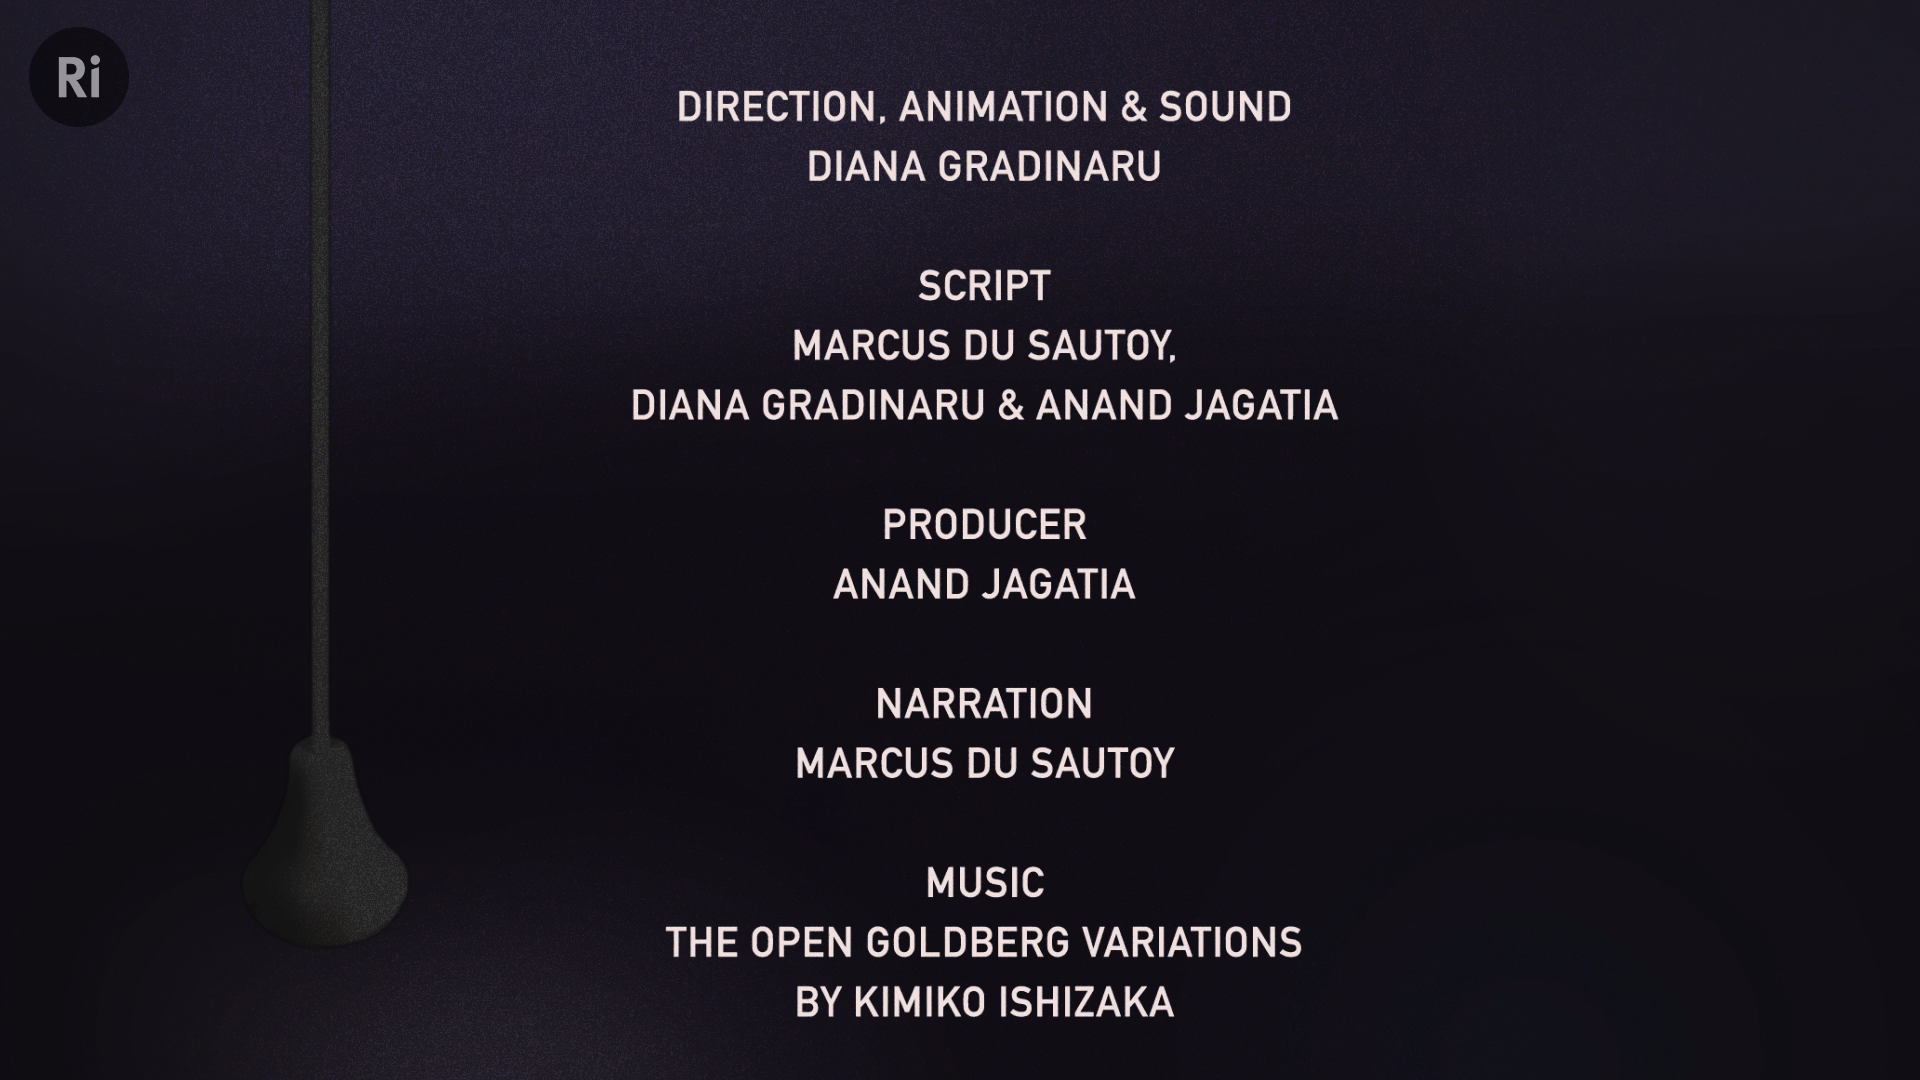 Ri
DIRECTION, ANIMATION & SOUND
DIANA GRADINARU
SCRIPT
MARCUS DU SAUTOY,
DIANA GRADINARU & ANAND JAGATIA
PRODUCER
ANAND JAGATIA
NARRATION
MARCUS DU SAUTOY
MUSIC
THE OPEN GOLDBERG VARIATIONS
BY KIMIKO ISHIZAKA